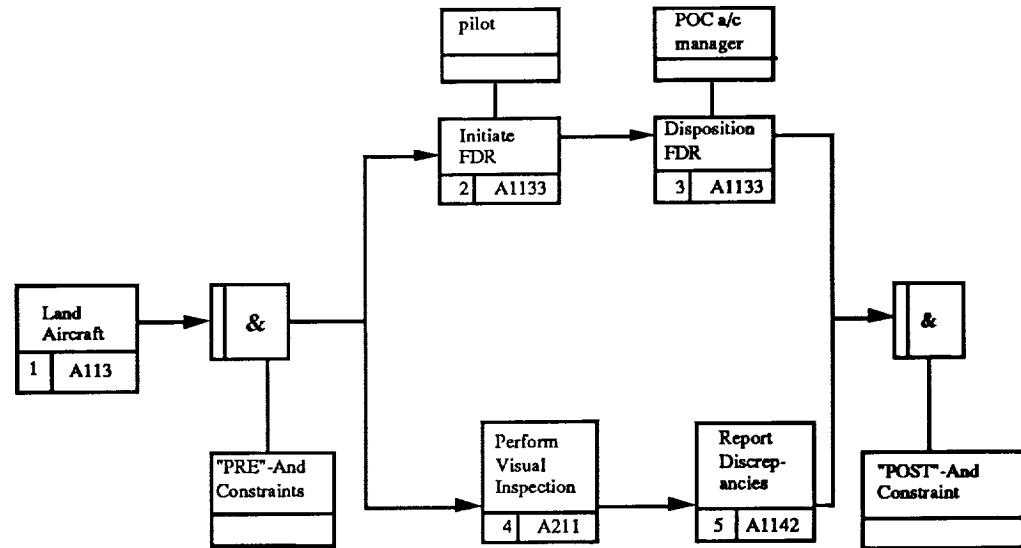 pilot
POC a/c
manager
Initiate
FDR
2 A1133
Disposition
FDR
3 A1133
Land
Aircraft
1 A113
&
&
"PRE"-And
Constraints
Perform
Visual
Inspection
4 A211
Report
Discrep-
ancies
5 A1142
"POST"-And
Constraint